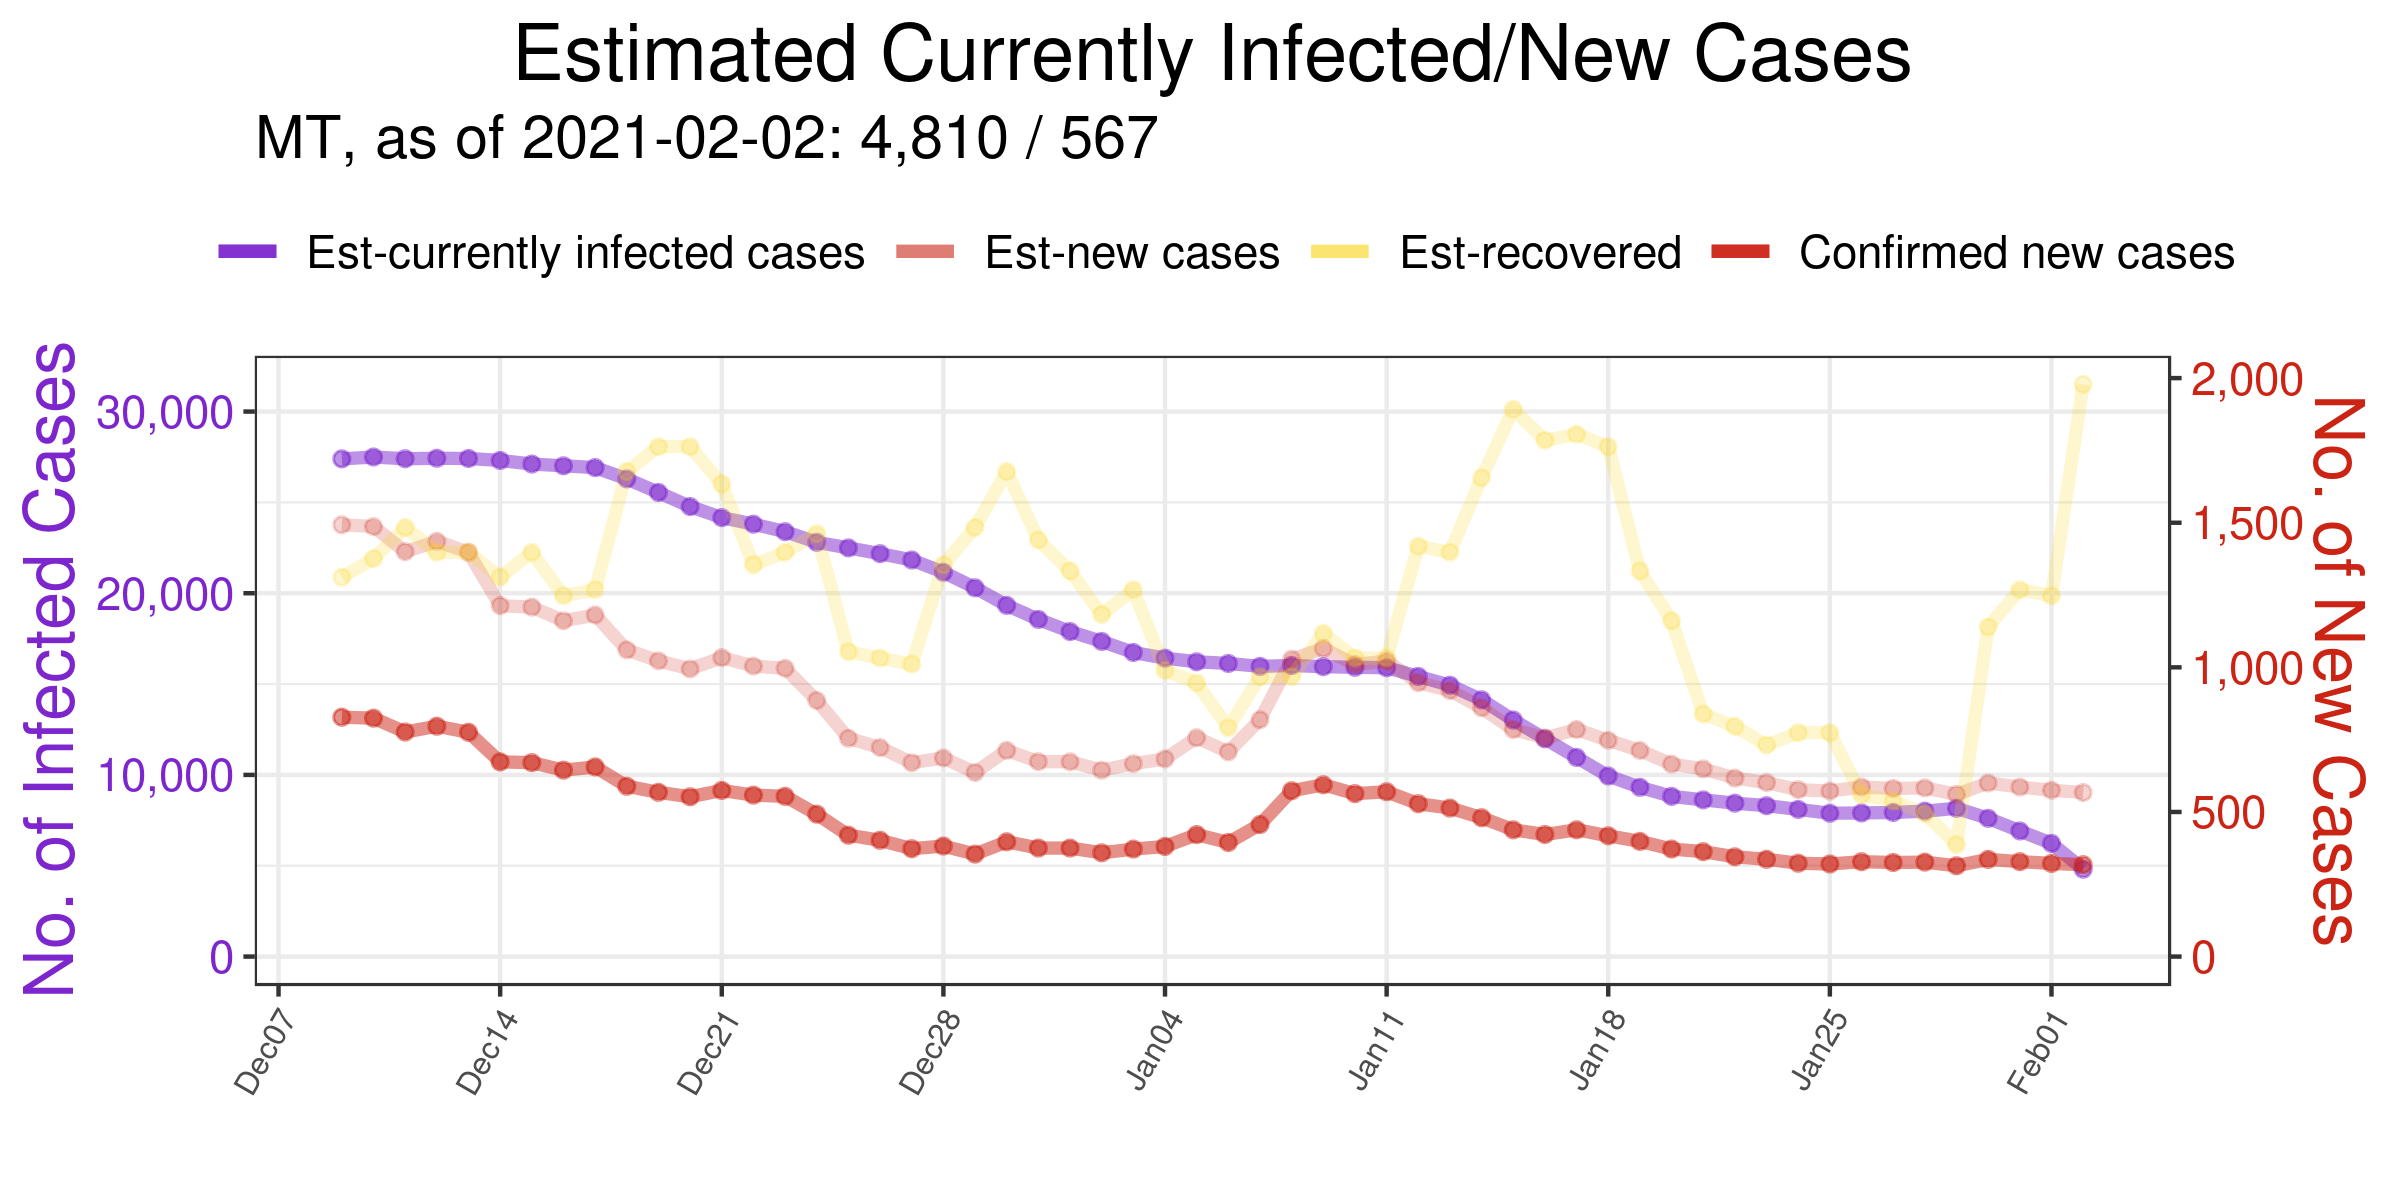 Estimated Currently Infected/New Cases
MT, as of 2021-02-02: 4,810 / 567
Est-currently infected cases Est-new cases Est-recovered Confirmed new cases
No. of Infected Cases
30,000
20,000
10,000
0
2,000
1,500
1,000
500
0
No. of New Cases
Dec07 Dec14 Dec21 Dec28 Jan04 Jan11 Jan18 Jan25 Feb01